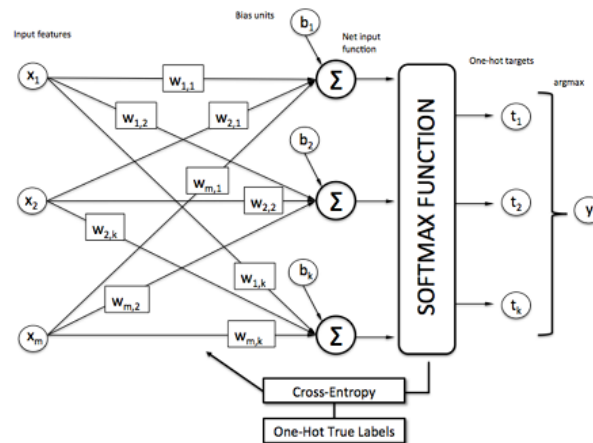 Input features
Bias units
b1
Net input
function
One-hot targets
argmax
x1
w1,1
Σ
w1,2
w2,1
t1
b2
wm,1
x2
w2,2
Σ
SOFTMAX FUNCTION
t2
y
w2,k
bk
w1,k
wm,2
t k
xm
wm,k
Σ
Cross-Entropy
One-Hot True Labels